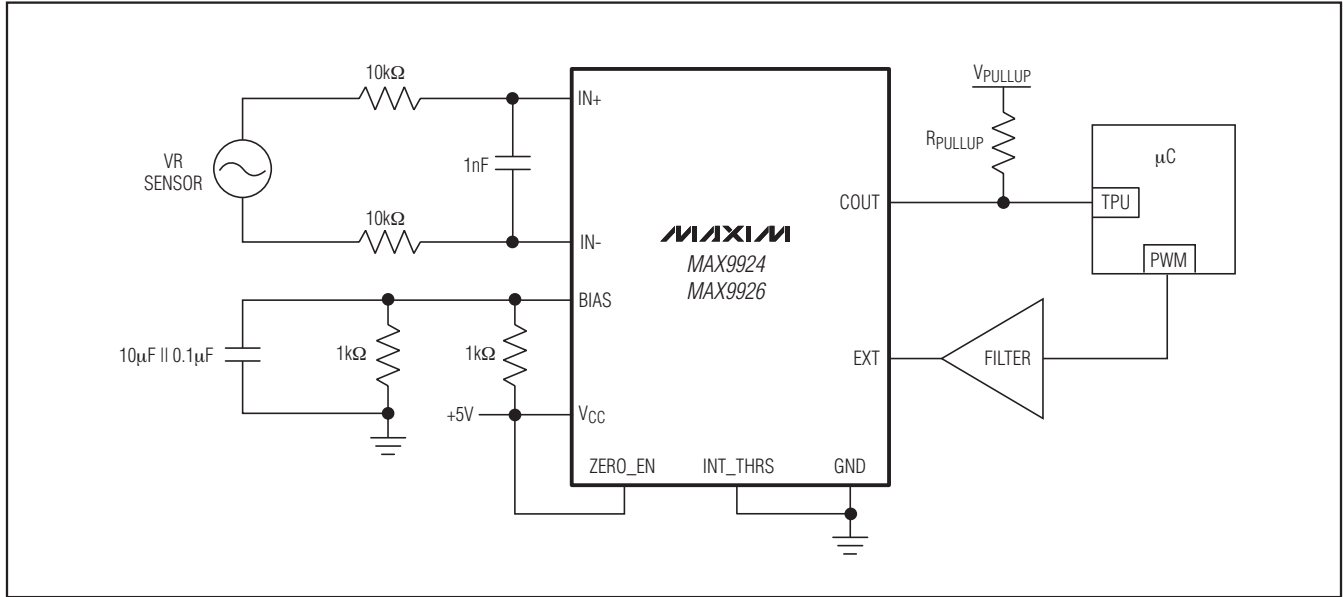 10kΩ
VR
SENSOR
1nF
10kΩ
10μF II 0.1μF
1kΩ
1kΩ
+5V
IN+
IN-
BIAS
VCC
ZERO_EN
INT_THRS
GND
MAXIM
MAX9924
MAX9926
COUT
EXT
VPULLUP
RPULLUP
μC
TPU
PWM
FILTER